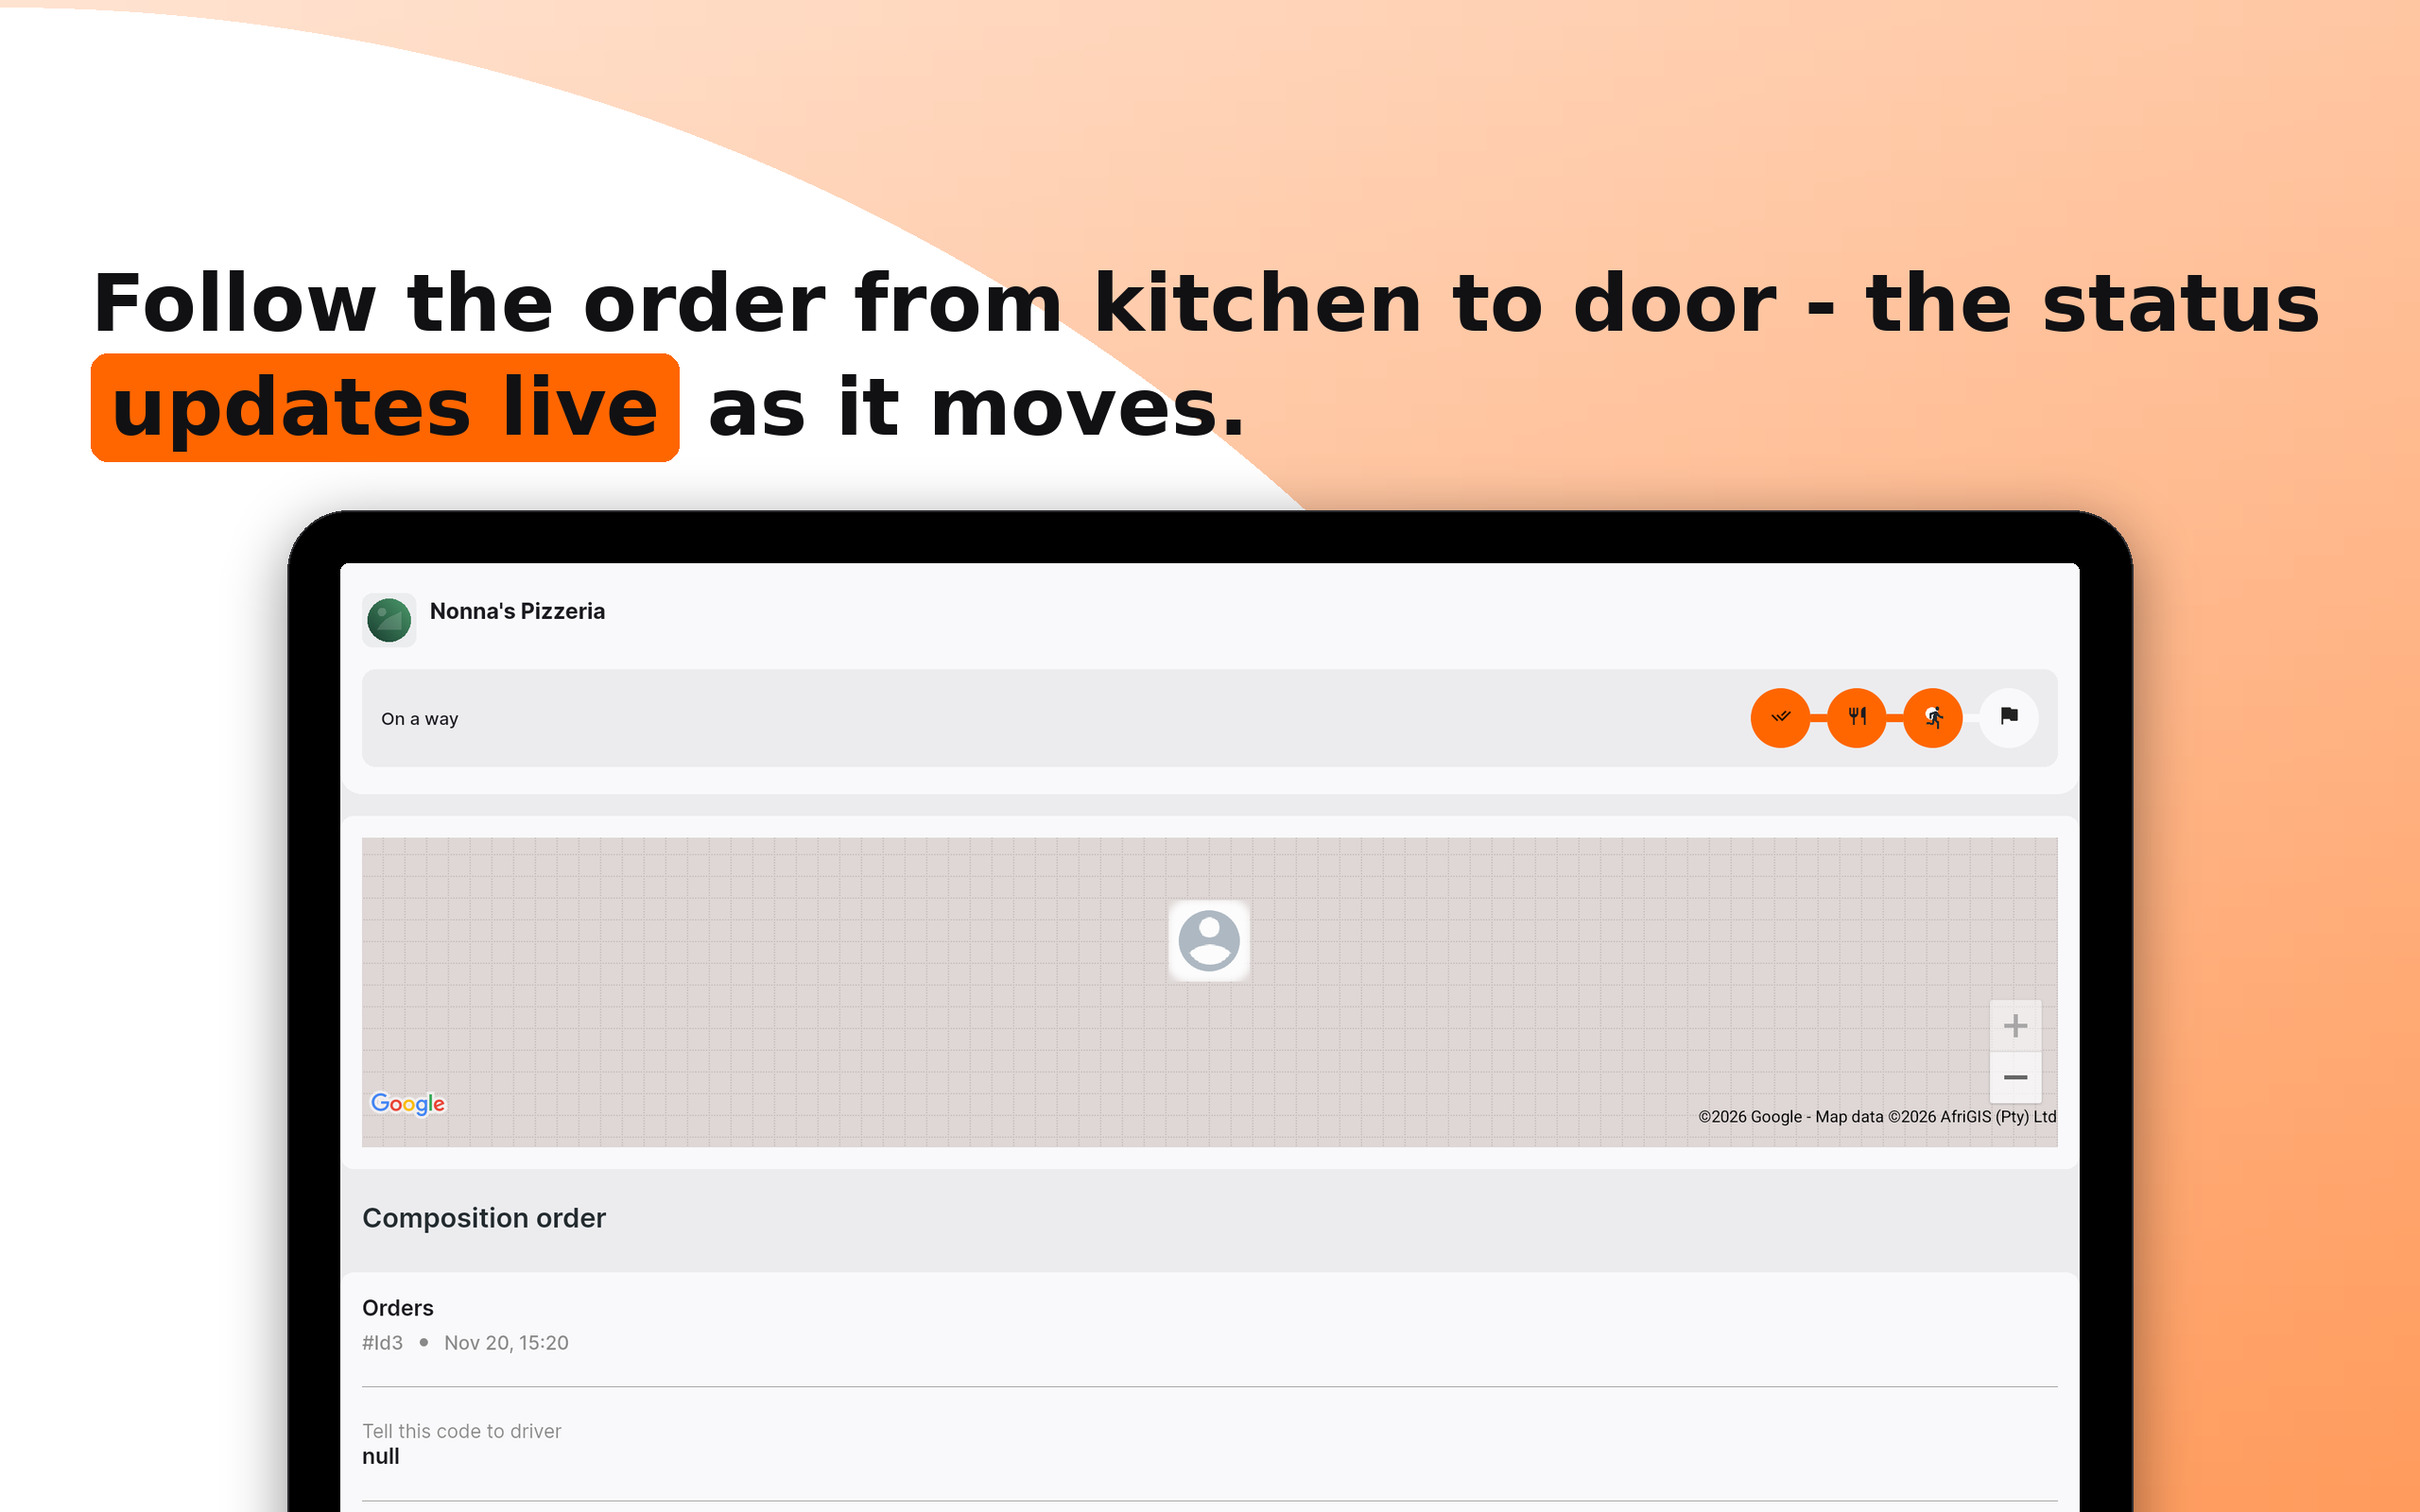 Follow the order from kitchen to door - the status
updates live as it moves.
Nonna's Pizzeria
On a way
Google
©2026 Google - Map data ©2026 AfriGIS (Pty) Ltd
Composition order
Orders
#Id3 • Nov 20, 15:20
Tell this code to driver
null